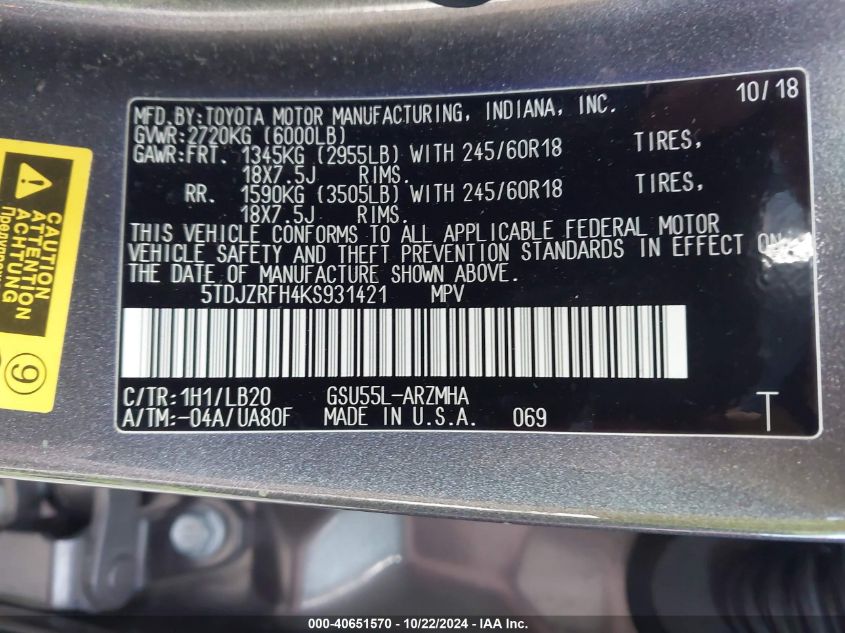 10/18
MFD.BY:TOYOTA MOTOR MANUFACTURING, INDIANA, INC.
GVWR:2720KG (6000LB)
GAWR:FRT. 1345KG (2955LB) WITH 245/60R18 TIRES,
18X7.5J RIMS.
RR. 1590KG (3505LB) WITH 245/60R18 TIRES,
18X7.5J RIMS.
THIS VEHICLE CONFORMS TO ALL APPLICABLE FEDERAL MOTOR
VEHICLE SAFETY AND THEFT PREVENTION STANDARDS IN EFFECT ON
THE DATE OF MANUFACTURE SHOWN ABOVE.
5TDJZRFH4KS931421 MPV
C/TR:1H1/LB20 GSU55L-ARZMHA
A/TM:-04A/UA80F MADE IN U.S.A. 069 T
CAUTION
ATTENTION
ACHTUNG
9
000-40651570 - 10/22/2024 - IAA Inc.